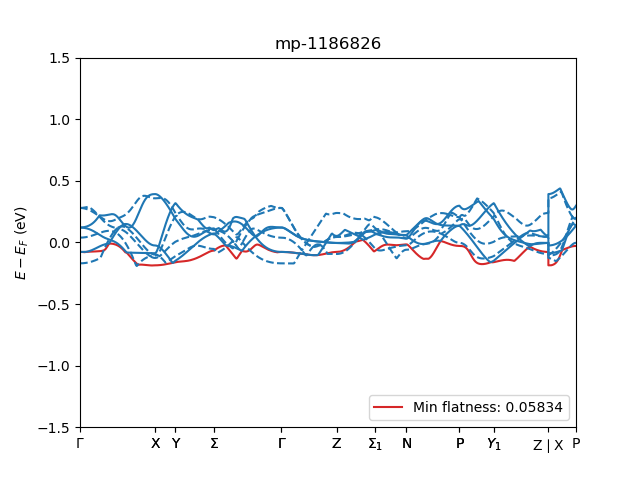 mp-1186826
E − E_F (eV)
1.5
1.0
0.5
0.0
−0.5
−1.0
−1.5
Min flatness: 0.05834
Γ X Y Σ Γ Z Σ₁ N P Y₁ Z | X P